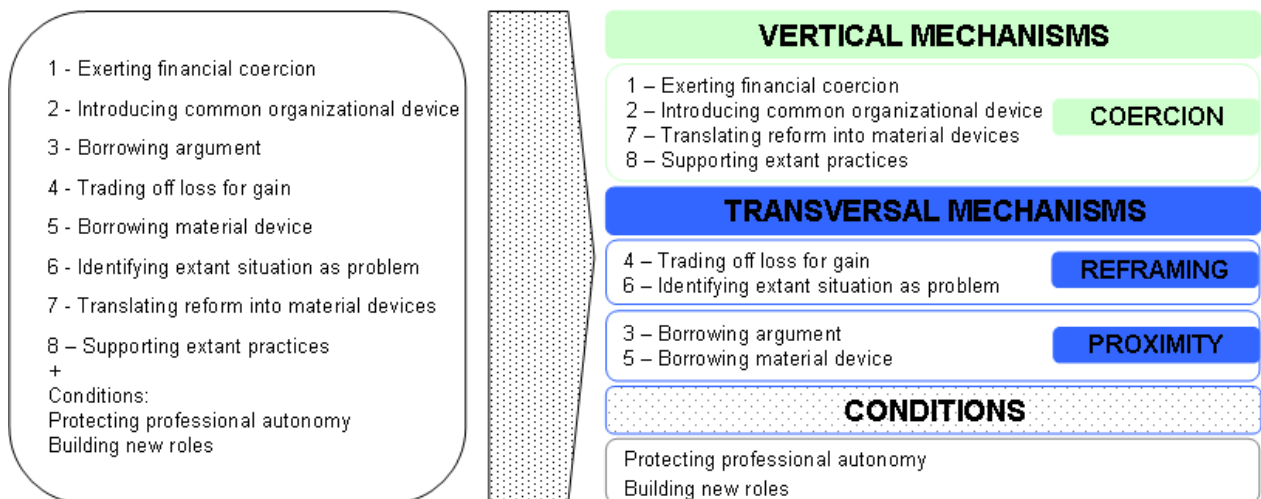 1 - Exerting financial coercion
2 - Introducing common organizational device
3 - Borrowing argument
4 - Trading off loss for gain
5 - Borrowing material device
6 - Identifying extant situation as problem
7 - Translating reform into material devices
8 – Supporting extant practices
+
Conditions:
Protecting professional autonomy
Building new roles
VERTICAL MECHANISMS
1 – Exerting financial coercion
2 – Introducing common organizational device
7 – Translating reform into material devices
8 – Supporting extant practices
COERCION
TRANSVERSAL MECHANISMS
4 – Trading off loss for gain
6 – Identifying extant situation as problem
REFRAMING
3 – Borrowing argument
5 – Borrowing material device
PROXIMITY
CONDITIONS
Protecting professional autonomy
Building new roles